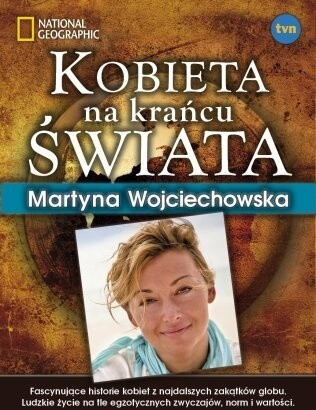 NATIONAL
GEOGRAPHIC
tvn
KOBIETA
na krańcu
ŚWIATA
Martyna Wojciechowska
Fascynujące historie kobiet z najdalszych zakątków globu.
Ludzkie życie na tle egzotycznych zwyczajów, norm i wartości.